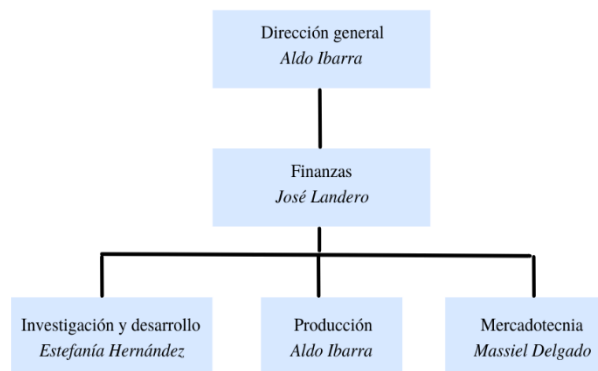 Dirección general
Aldo Ibarra
Finanzas
José Landero
Investigación y desarrollo
Estefanía Hernández
Producción
Aldo Ibarra
Mercadotecnia
Massiel Delgado